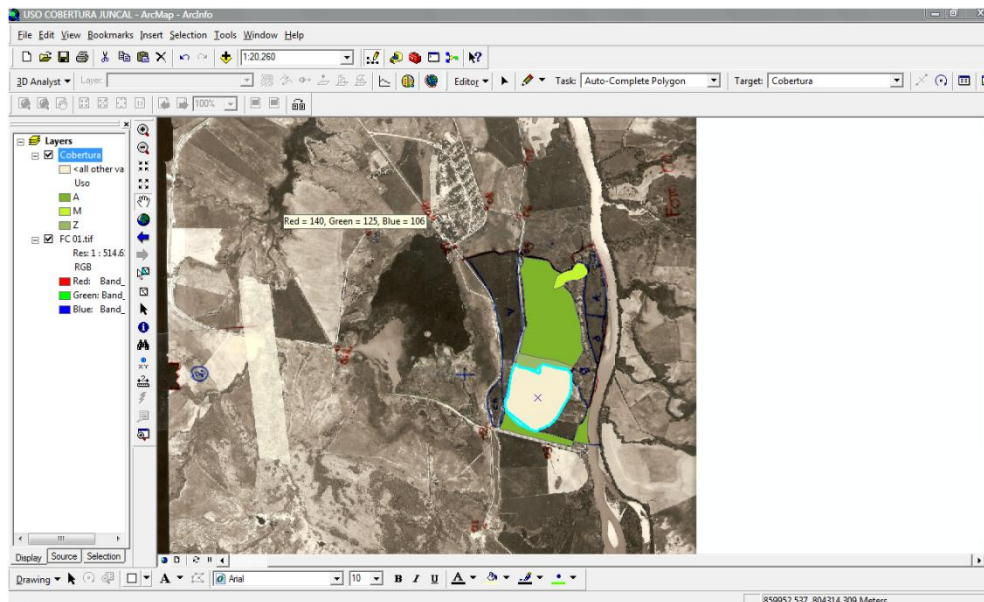 USO COBERTURA JUNCAL - ArcMap - ArcInfo
File Edit View Bookmarks Insert Selection Tools Window Help
1:20.260
3D Analyst Layer: Editor Task: Auto-Complete Polygon Target: Cobertura
100%
Layers
Cobertura
<all other va
Uso
A
M
Z
FC 01.tif
Res: 1 : 514.6
RGB
Red: Band_
Green: Band_
Blue: Band_
Red = 140, Green = 125, Blue = 106
Display Source Selection
Drawing A Arial 10 B I U A
859952,537 804314,309 Meters